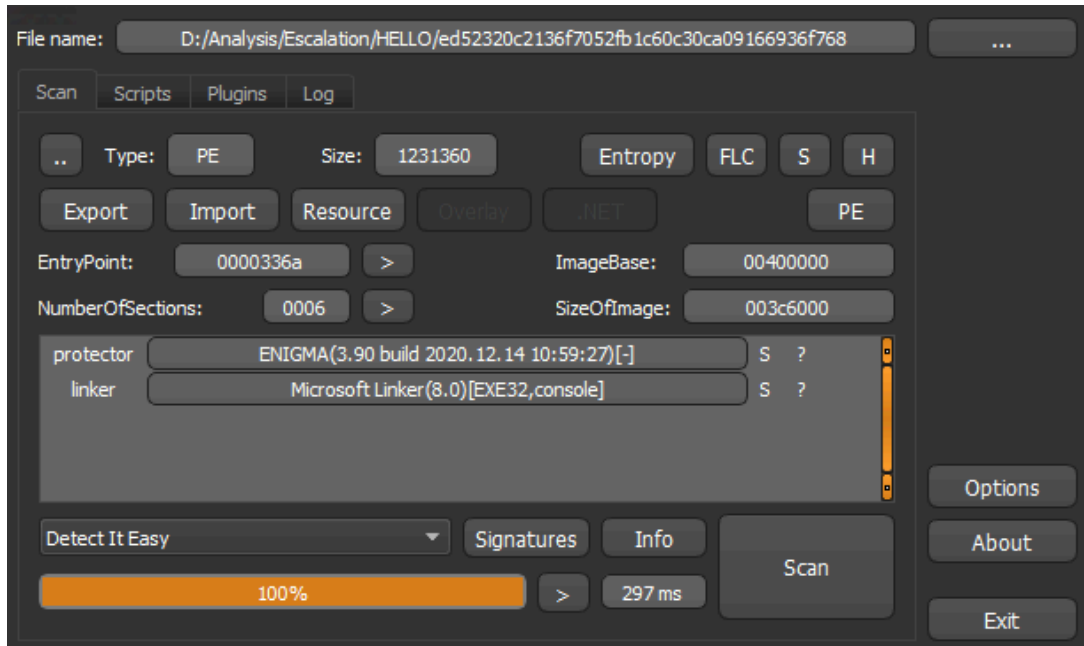 File name: D:/Analysis/Escalation/HELLO/ed52320c2136f7052fb1c60c30ca09166936f768 ...
Scan Scripts Plugins Log
.. Type: PE Size: 1231360 Entropy FLC S H
Export Import Resource Overlay .NET PE
EntryPoint: 0000336a > ImageBase: 00400000
NumberOfSections: 0006 > SizeOfImage: 003c6000
protector ENIGMA(3.90 build 2020.12.14 10:59:27)[-] S ?
linker Microsoft Linker(8.0)[EXE32,console] S ?
Options
Detect It Easy Signatures Info Scan About
100% > 297 ms
Exit